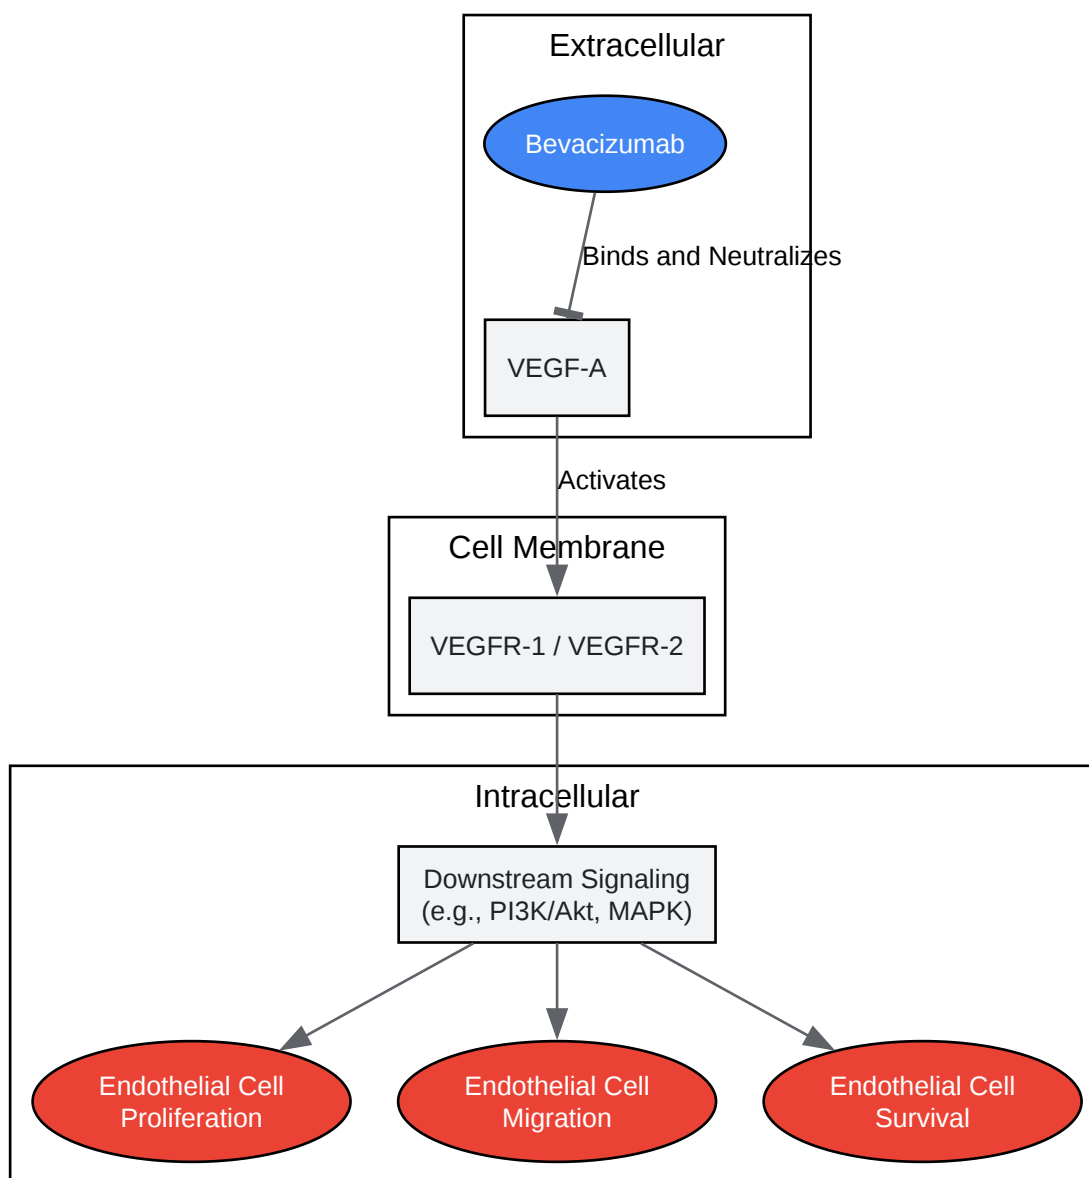 Extracellular
Bevacizumab
Binds and Neutralizes
VEGF-A
Activates
Cell Membrane
VEGFR-1 / VEGFR-2
Intracellular
Downstream Signaling
(e.g., PI3K/Akt, MAPK)
Endothelial Cell
Proliferation
Endothelial Cell
Migration
Endothelial Cell
Survival